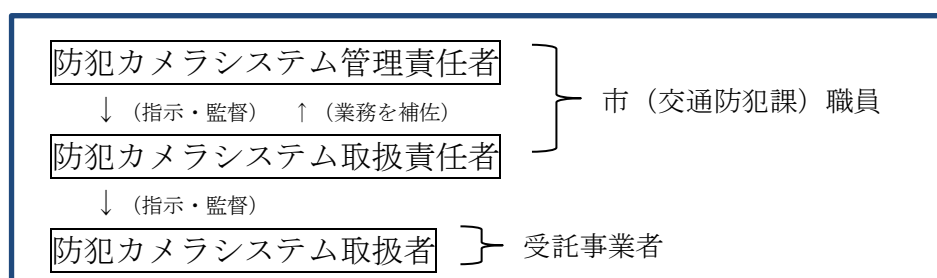 防犯カメラシステム管理責任者
↓（指示・監督）　↑（業務を補佐）
市（交通防犯課）職員
防犯カメラシステム取扱責任者
↓（指示・監督）
防犯カメラシステム取扱者
受託事業者